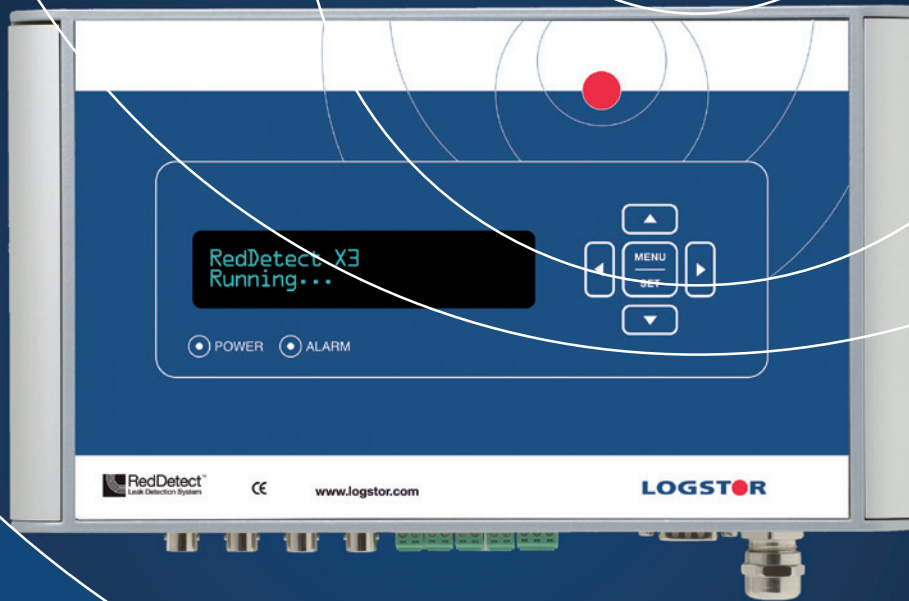 RedDetect X3
Running...
MENU
SET
POWER ALARM
RedDetect™
Leak Detection System
CE
www.logstor.com
LOGSTOR